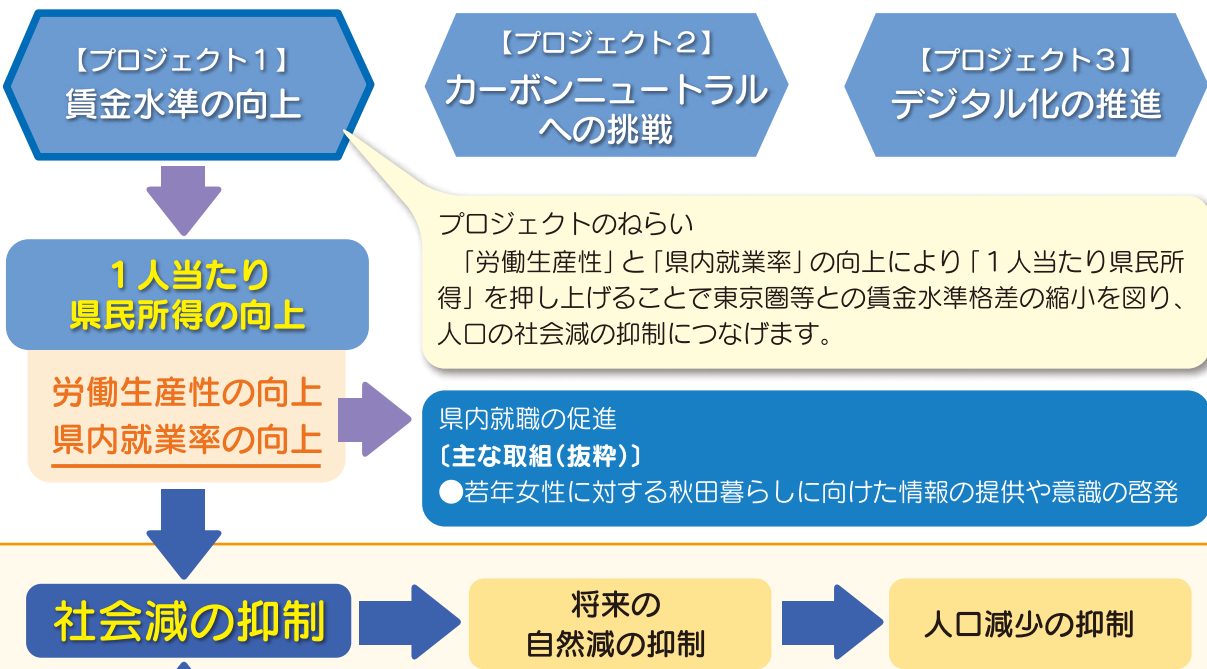 【プロジェクト1】
賃金水準の向上
【プロジェクト2】
カーボンニュートラル
への挑戦
【プロジェクト3】
デジタル化の推進
プロジェクトのねらい
「労働生産性」と「県内就業率」の向上により「1人当たり県民所
得」を押し上げることで東京圏等との賃金水準格差の縮小を図り、
人口の社会減の抑制につなげます。
1人当たり
県民所得の向上
労働生産性の向上
県内就業率の向上
県内就職の促進
〔主な取組(抜粋)〕
●若年女性に対する秋田暮らしに向けた情報の提供や意識の啓発
社会減の抑制
将来の
自然減の抑制
人口減少の抑制